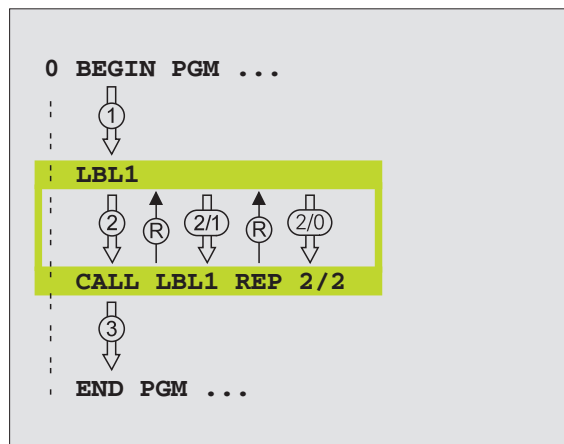 0 BEGIN PGM ...
1
LBL1
2 R 2/1 R 2/0
CALL LBL1 REP 2/2
3
END PGM ...